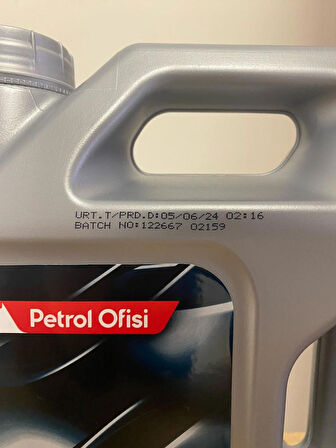 URT.T/PRD.D:05/06/24 02:16
BATCH NO:122667 02159
Petrol Ofisi